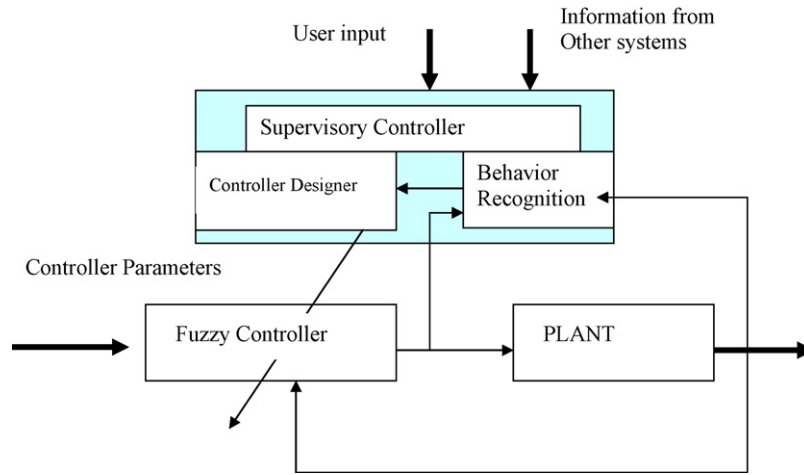 User input
Information from
Other systems
Supervisory Controller
Controller Designer
Behavior
Recognition
Controller Parameters
Fuzzy Controller
PLANT